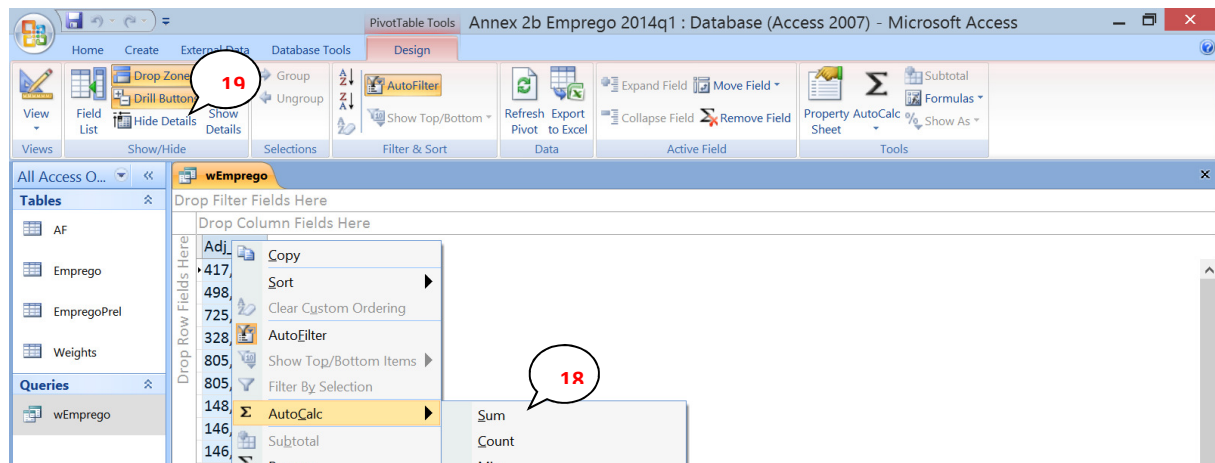 PivotTable Tools Annex 2b Emprego 2014q1 : Database (Access 2007) - Microsoft Access
Home Create External Data Database Tools Design
Drop Zones Group AutoFilter Expand Field Move Field Subtotal
19
Drill Buttons Ungroup Formulas
View Field List Hide Details Show Details Show Top/Bottom Refresh Pivot Export to Excel Collapse Field Remove Field Property Sheet AutoCalc Show As
Views Show/Hide Selections Filter & Sort Data Active Field Tools
All Access O... wEmprego
Tables Drop Filter Fields Here
AF Drop Column Fields Here
Drop Row Fields Here
Adj_ Copy
Emprego 417,
Sort
498,
EmpregoPrel 725, Clear Custom Ordering
328, AutoFilter
Weights 805, Show Top/Bottom Items
18
Queries 805, Filter By Selection
wEmprego 148, AutoCalc Sum
146, Subtotal Count
146,